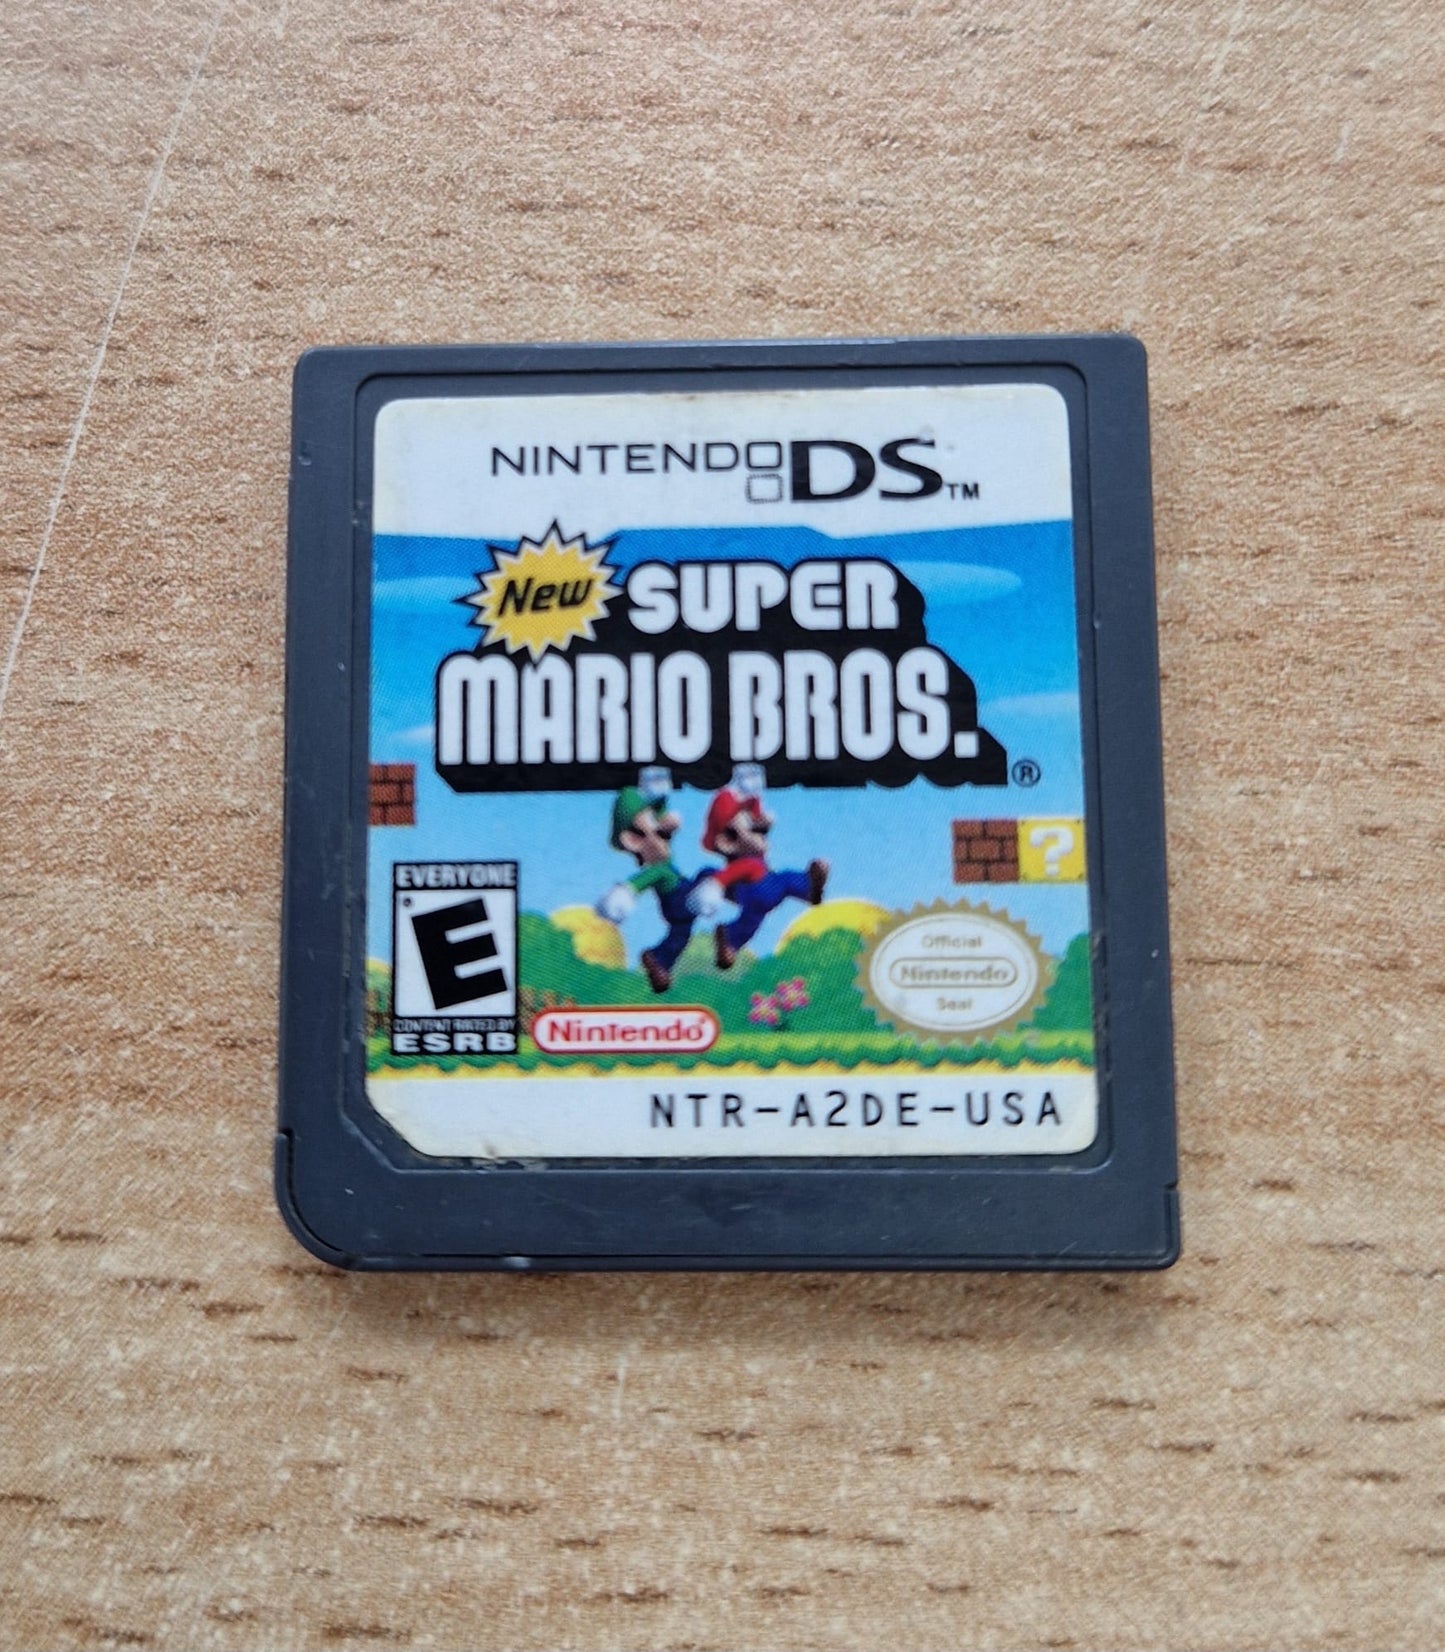 NINTENDO DS™
New SUPER
MARIO BROS.®
?
EVERYONE
E
CONTENT RATED BY
ESRB
Nintendo®
Official
Nintendo
Seal
NTR-A2DE-USA